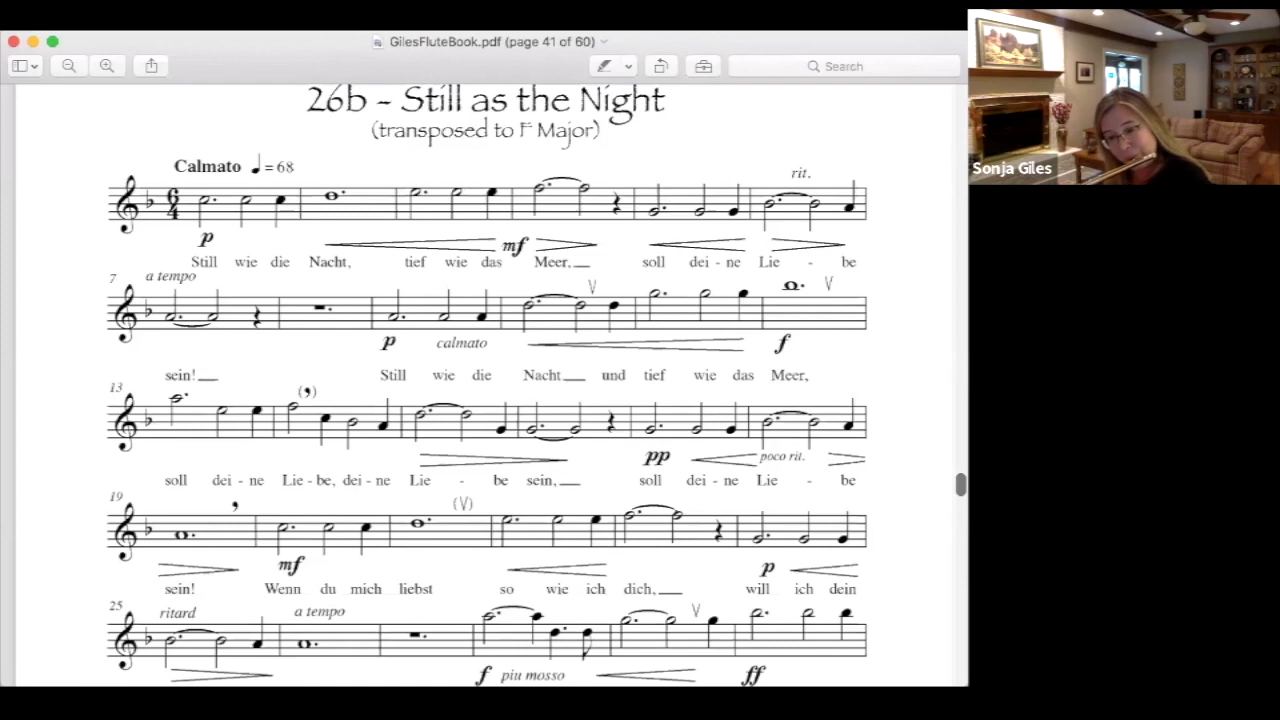 GilesFluteBook.pdf (page 41 of 60)
Search
Sonja Giles
26b - Still as the Night
(transposed to F Major)
Calmato ♩=68
rit.
6
4
p
mf
Still wie die Nacht, tief wie das Meer, soll dei - ne Lie - be
7
a tempo
p calmato f
sein! Still wie die Nacht und tief wie das Meer,
13
pp poco rit.
soll dei - ne Lie - be, dei - ne Lie - be sein, soll dei - ne Lie - be
19
mf p
sein! Wenn du mich liebst so wie ich dich, will ich dein
25
ritard a tempo
f piu mosso ff